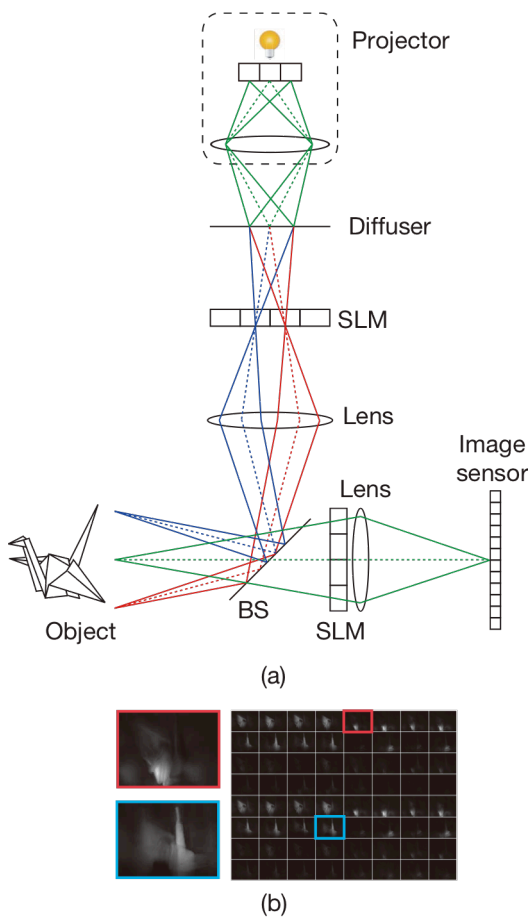 Projector
Diffuser
SLM
Lens
Image
sensor
Lens
Object
BS
SLM
(a)
(b)